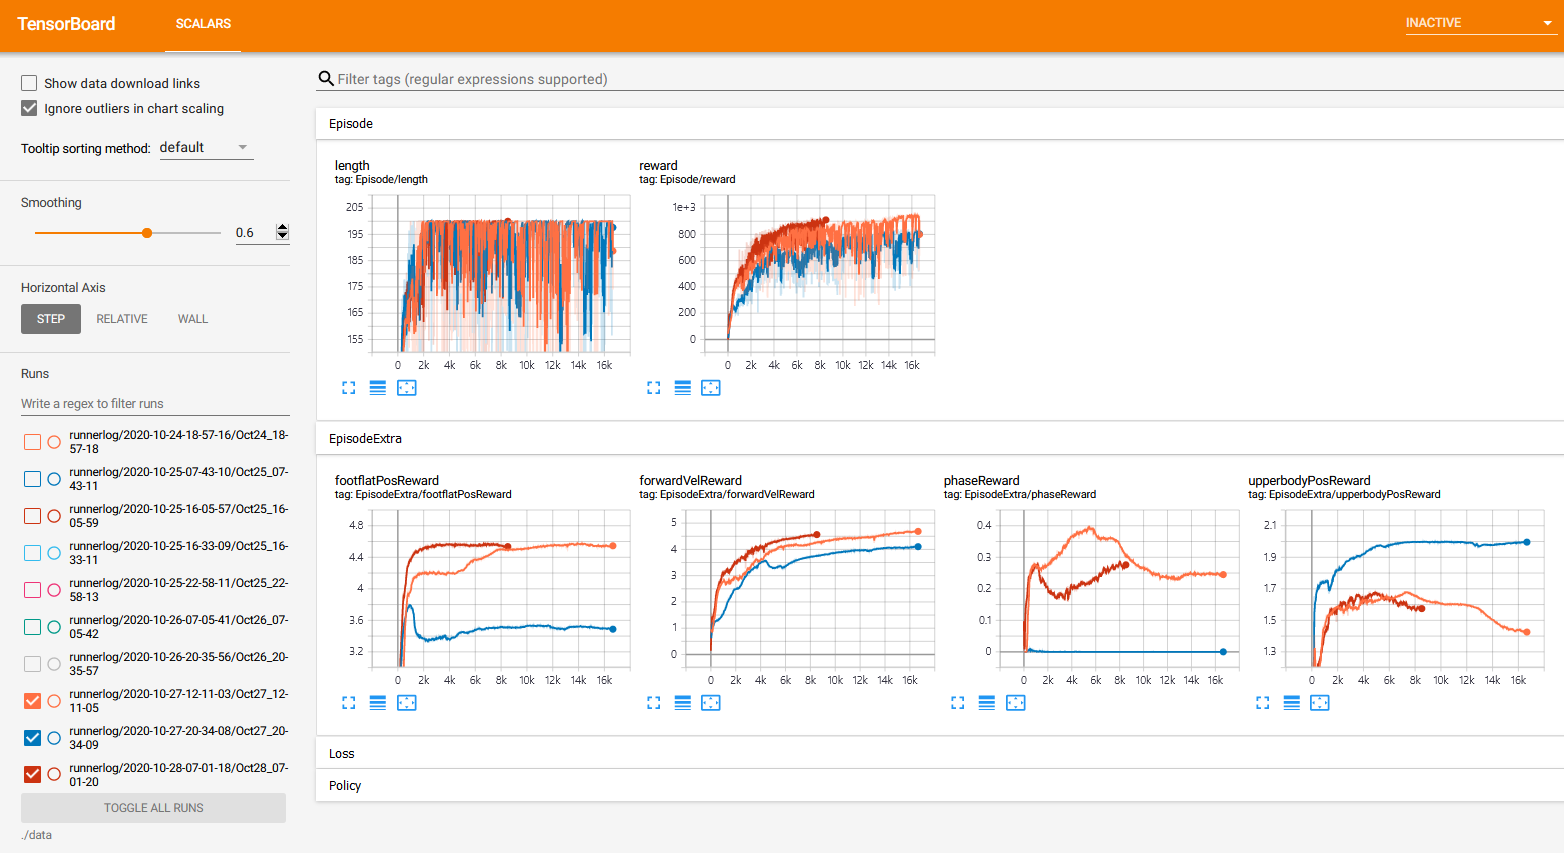 TensorBoard
SCALARS
INACTIVE
Show data download links
Ignore outliers in chart scaling
Tooltip sorting method: default
Smoothing
0.6
Horizontal Axis
STEP RELATIVE WALL
Runs
Write a regex to filter runs
runnerlog/2020-10-24-18-57-16/Oct24_18-
57-18
runnerlog/2020-10-25-07-43-10/Oct25_07-
43-11
runnerlog/2020-10-25-16-05-57/Oct25_16-
05-59
runnerlog/2020-10-25-16-33-09/Oct25_16-
33-11
runnerlog/2020-10-25-22-58-11/Oct25_22-
58-13
runnerlog/2020-10-26-07-05-41/Oct26_07-
05-42
runnerlog/2020-10-26-20-35-56/Oct26_20-
35-57
runnerlog/2020-10-27-12-11-03/Oct27_12-
11-05
runnerlog/2020-10-27-20-34-08/Oct27_20-
34-09
runnerlog/2020-10-28-07-01-18/Oct28_07-
01-20
TOGGLE ALL RUNS
./data
Filter tags (regular expressions supported)
Episode
length
tag: Episode/length
205
195
185
175
165
155
0 2k 4k 6k 8k 10k 12k 14k 16k
reward
tag: Episode/reward
1e+3
800
600
400
200
0
0 2k 4k 6k 8k 10k 12k 14k 16k
EpisodeExtra
footflatPosReward
tag: EpisodeExtra/footflatPosReward
4.8
4.4
4
3.6
3.2
0 2k 4k 6k 8k 10k 12k 14k 16k
forwardVelReward
tag: EpisodeExtra/forwardVelReward
5
4
3
2
1
0
0 2k 4k 6k 8k 10k 12k 14k 16k
phaseReward
tag: EpisodeExtra/phaseReward
0.4
0.3
0.2
0.1
0
0 2k 4k 6k 8k 10k 12k 14k 16k
upperbodyPosReward
tag: EpisodeExtra/upperbodyPosReward
2.1
1.9
1.7
1.5
1.3
0 2k 4k 6k 8k 10k 12k 14k 16k
Loss
Policy